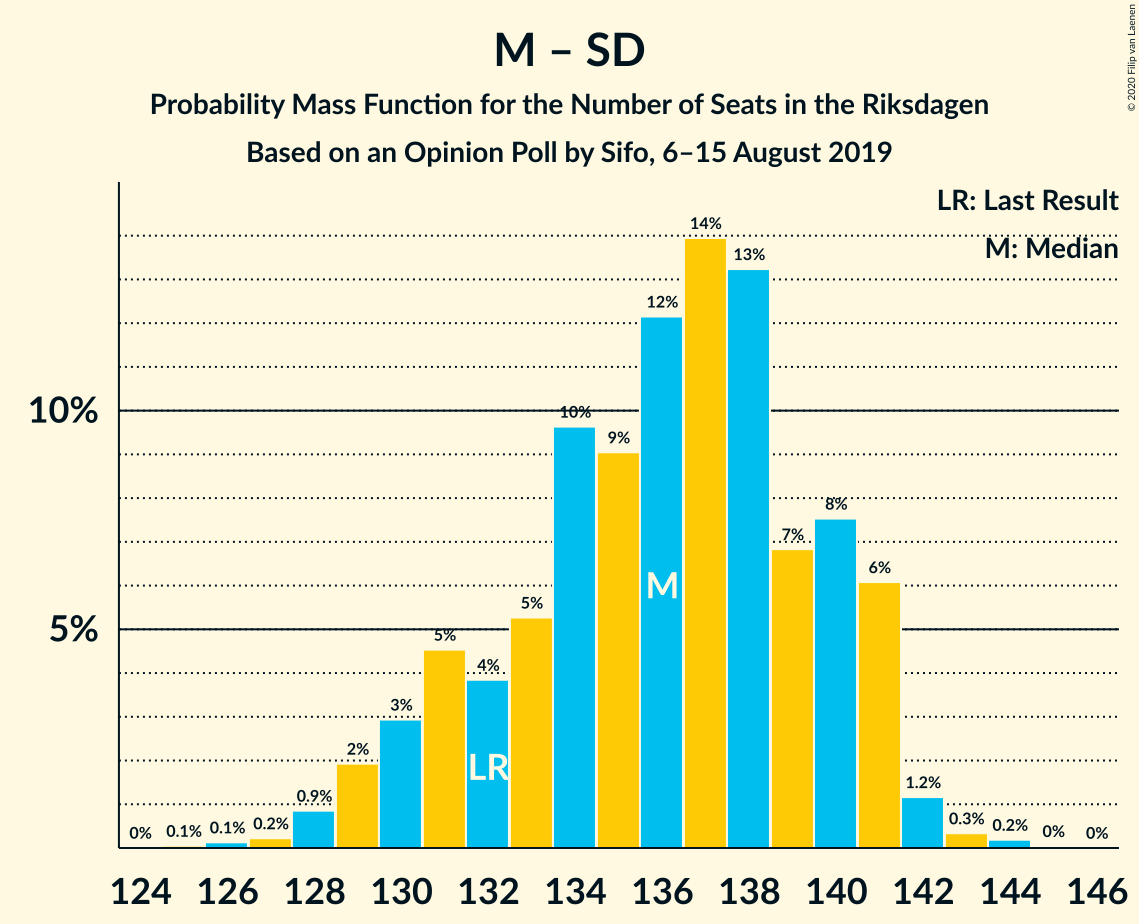 M – SD
Probability Mass Function for the Number of Seats in the Riksdagen
Based on an Opinion Poll by Sifo, 6–15 August 2019
© 2020 Filip van Laenen
LR: Last Result
M: Median
10%
5%
0%
0.1%
0.1%
0.2%
0.9%
2%
3%
5%
4%
5%
10%
9%
12%
14%
13%
7%
8%
6%
1.2%
0.3%
0.2%
0%
0%
LR
M
124 126 128 130 132 134 136 138 140 142 144 146